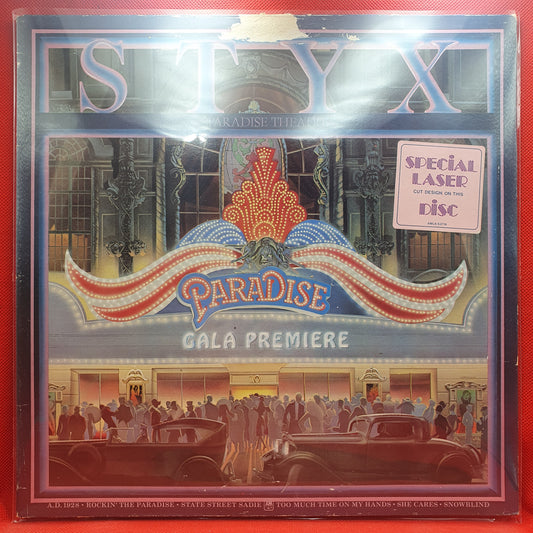 STYX
PARADISE THEATER
SPECiAL
LASER
CUT DESIGN ON THIS
DiSC
PARADISE
GALA PREMIERE
A.D. 1928 • ROCKIN' THE PARADISE • STATE STREET SADIE • TOO MUCH TIME ON MY HANDS • SHE CARES • SNOWBLIND